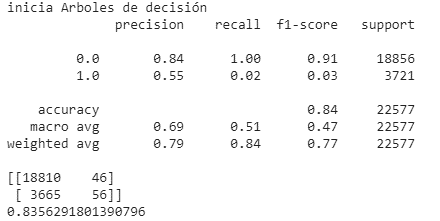 inicia Arboles de decisión
precision recall f1-score support
0.0 0.84 1.00 0.91 18856
1.0 0.55 0.02 0.03 3721
accuracy 0.84 22577
macro avg 0.69 0.51 0.47 22577
weighted avg 0.79 0.84 0.77 22577
[[18810 46]
[ 3665 56]]
0.8356291801390796